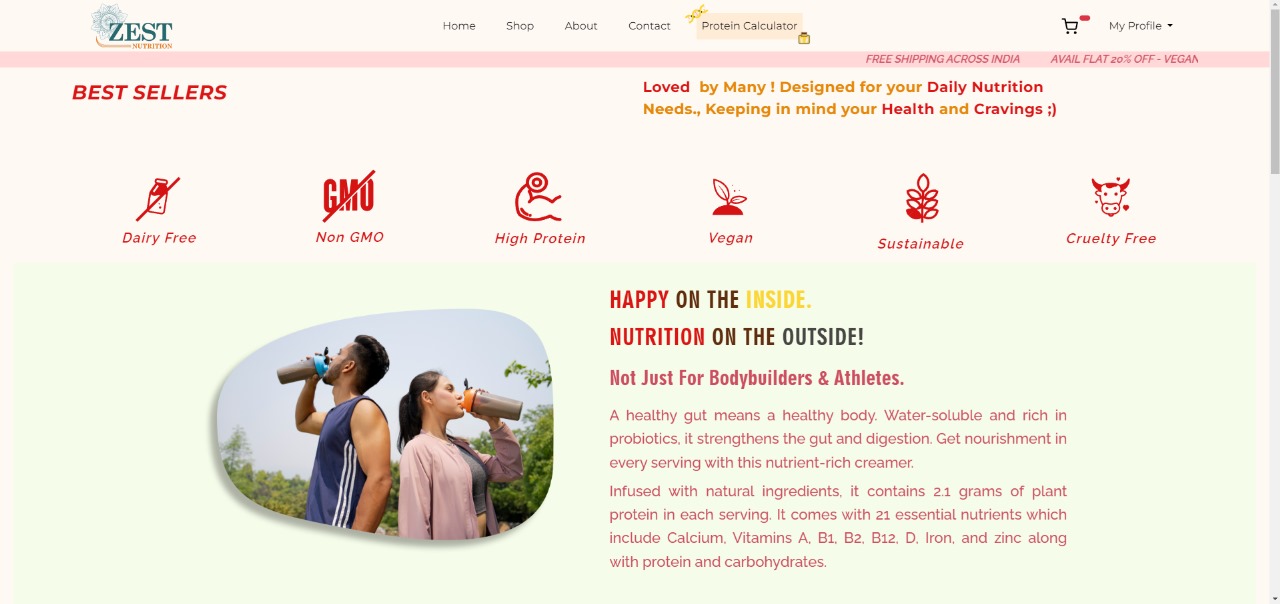 ZEST
NUTRITION
Home
Shop
About
Contact
Protein Calculator
My Profile
FREE SHIPPING ACROSS INDIA
AVAIL FLAT 20% OFF - VEGAN
BEST SELLERS
Loved by Many ! Designed for your Daily Nutrition
Needs., Keeping in mind your Health and Cravings ;)
GMO
Dairy Free
Non GMO
High Protein
Vegan
Sustainable
Cruelty Free
HAPPY ON THE INSIDE.
NUTRITION ON THE OUTSIDE!
Not Just For Bodybuilders & Athletes.
A healthy gut means a healthy body. Water-soluble and rich in
probiotics, it strengthens the gut and digestion. Get nourishment in
every serving with this nutrient-rich creamer.
Infused with natural ingredients, it contains 2.1 grams of plant
protein in each serving. It comes with 21 essential nutrients which
include Calcium, Vitamins A, B1, B2, B12, D, Iron, and zinc along
with protein and carbohydrates.